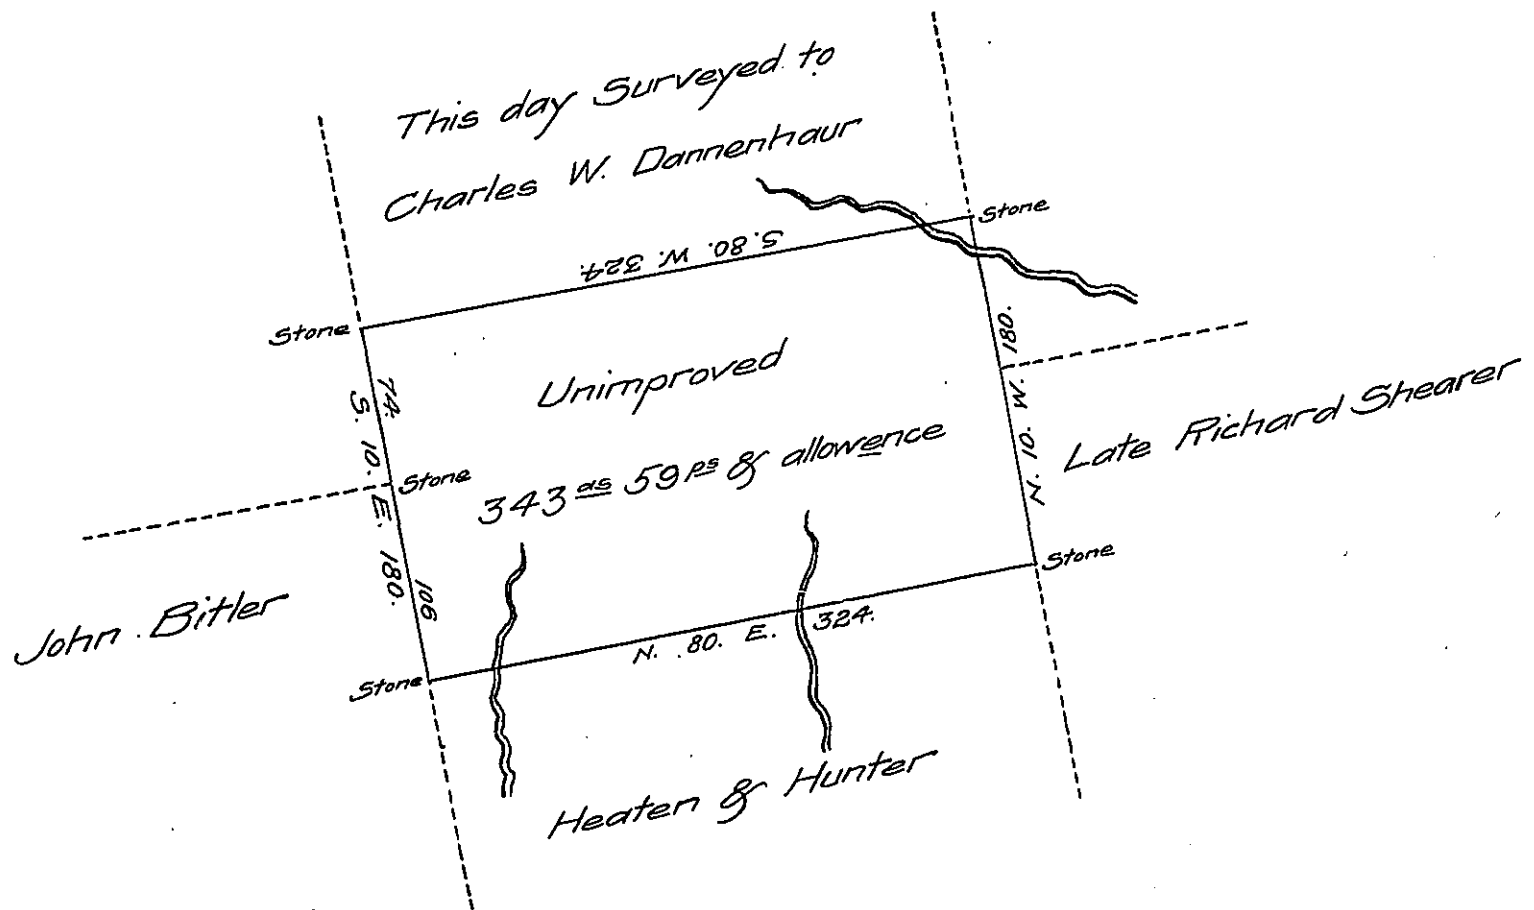 This day Surveyed to
Charles W. Dannenhaur
S. 80. W. 324.
Stone
Stone
Unimproved
343 as 59 ps & allowence
74.
S. 10. E. 180.
Stone
106
180.
N. 10. W.
Late Richard Shearer
John Bitler
Stone
Stone
N. 80. E. 324.
Heaten & Hunter